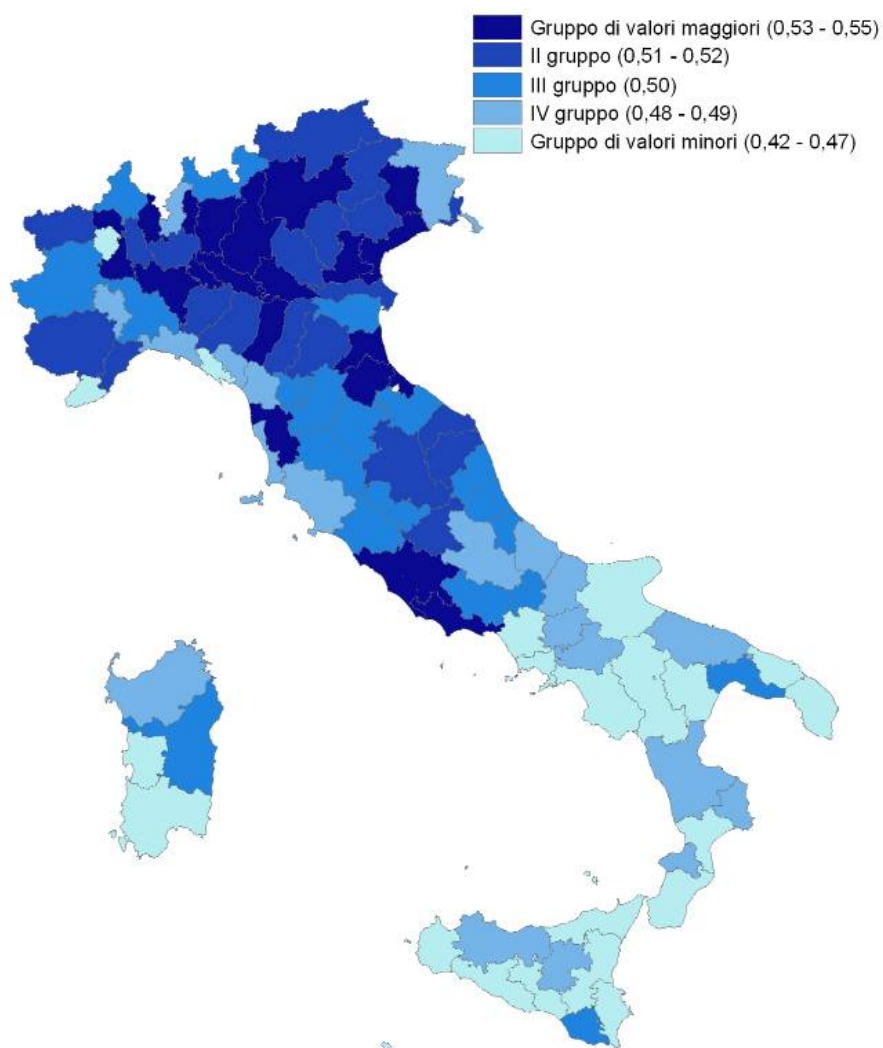 Gruppo di valori maggiori (0,53 - 0,55)
II gruppo (0,51 - 0,52)
III gruppo (0,50)
IV gruppo (0,48 - 0,49)
Gruppo di valori minori (0,42 - 0,47)